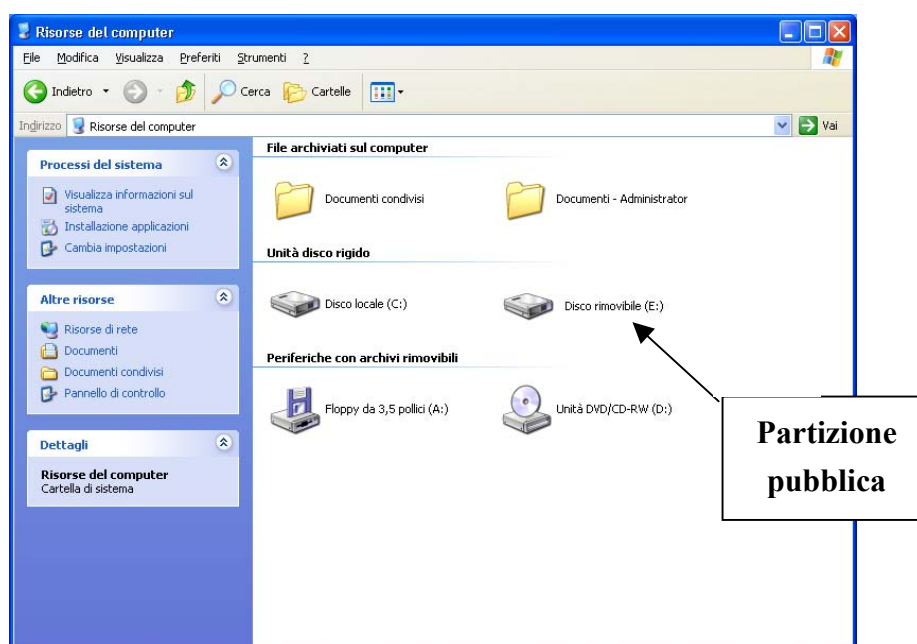 Risorse del computer
File Modifica Visualizza Preferiti Strumenti ?
Indietro Cerca Cartelle
Indirizzo Risorse del computer Vai
Processi del sistema
Visualizza informazioni sul
sistema
Installazione applicazioni
Cambia impostazioni
Altre risorse
Risorse di rete
Documenti
Documenti condivisi
Pannello di controllo
Dettagli
Risorse del computer
Cartella di sistema
File archiviati sul computer
Documenti condivisi Documenti - Administrator
Unità disco rigido
Disco locale (C:) Disco rimovibile (E:)
Periferiche con archivi rimovibili
Floppy da 3,5 pollici (A:) Unità DVD/CD-RW (D:)
Partizione
pubblica